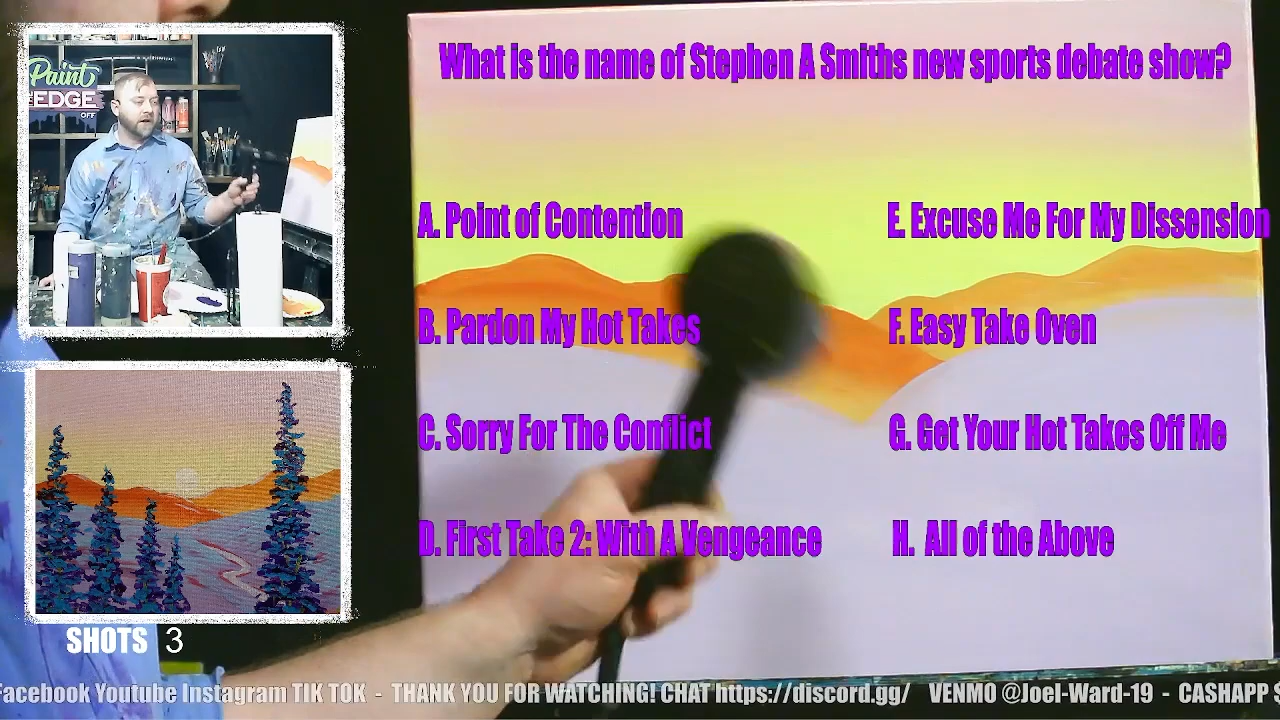 What is the name of Stephen A Smiths new sports debate show?
Paint
EDGE
OFF
A. Point of Contention
E. Excuse Me For My Dissension
B. Pardon My Hot Takes
F. Easy Take Oven
C. Sorry For The Conflict
G. Get Your Hot Takes Off Me
D. First Take 2: With A Vengeance
H. All of the Above
SHOTS 3
Facebook Youtube Instagram TIK TOK - THANK YOU FOR WATCHING! CHAT https://discord.gg/ VENMO @Joel-Ward-19 - CASHAPP